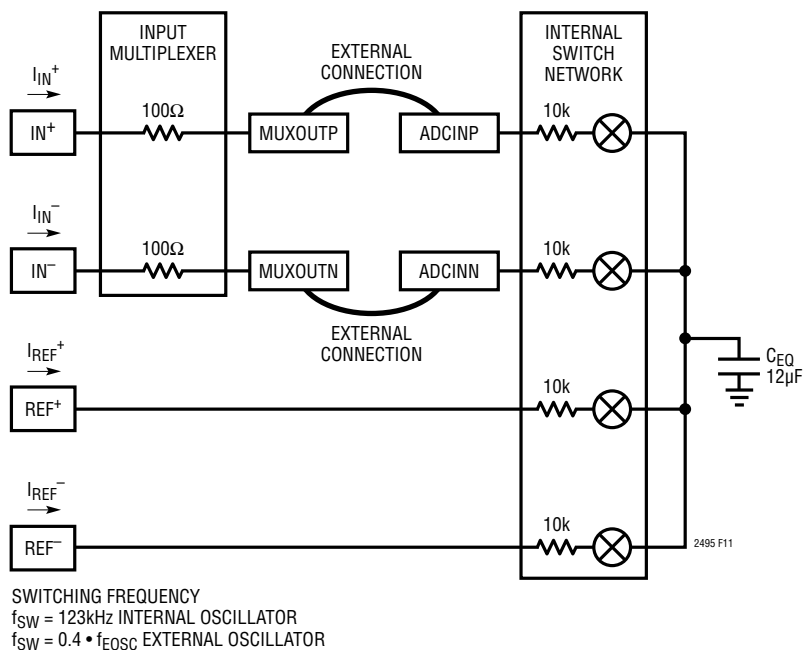 INPUT
MULTIPLEXER
EXTERNAL
CONNECTION
INTERNAL
SWITCH
NETWORK
IIN+
100Ω
10k
IN+
MUXOUTP
ADCINP
IIN−
100Ω
10k
IN−
MUXOUTN
ADCINN
EXTERNAL
CONNECTION
IREF+
10k
REF+
CEQ
12µF
IREF−
10k
REF−
2495 F11
SWITCHING FREQUENCY
fSW = 123kHz INTERNAL OSCILLATOR
fSW = 0.4 • fEOSC EXTERNAL OSCILLATOR